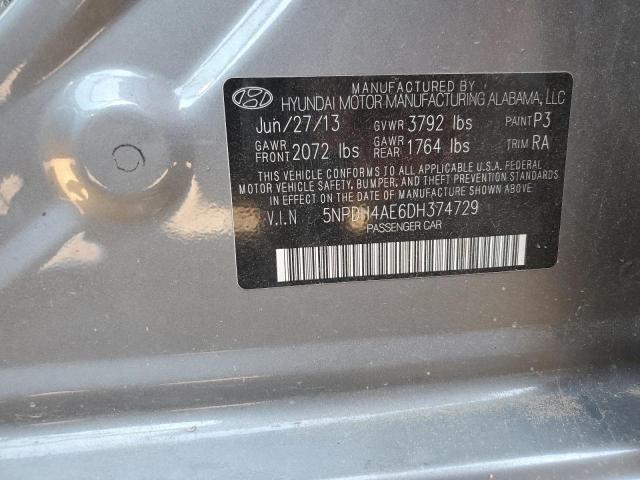 MANUFACTURED BY
HYUNDAI MOTOR MANUFACTURING ALABAMA, LLC
Jun/27/13 GVWR 3792 lbs PAINT P3
GAWR FRONT 2072 lbs GAWR REAR 1764 lbs TRIM RA
THIS VEHICLE CONFORMS TO ALL APPLICABLE U.S.A. FEDERAL
MOTOR VEHICLE SAFETY, BUMPER, AND THEFT PREVENTION STANDARDS
IN EFFECT ON THE DATE OF MANUFACTURE SHOWN ABOVE.
V.I.N 5NPDH4AE6DH374729
PASSENGER CAR